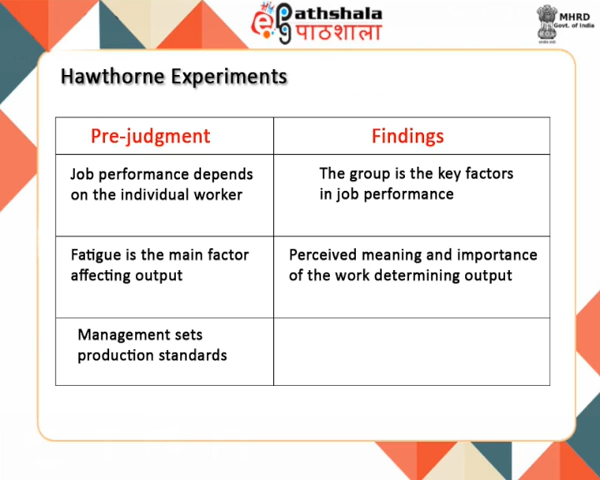 ePathshala
पाठशाला
MHRD
Govt. of India
Hawthorne Experiments
Pre-judgment
Findings
Job performance depends
on the individual worker
The group is the key factors
in job performance
Fatigue is the main factor
affecting output
Perceived meaning and importance
of the work determining output
Management sets
production standards